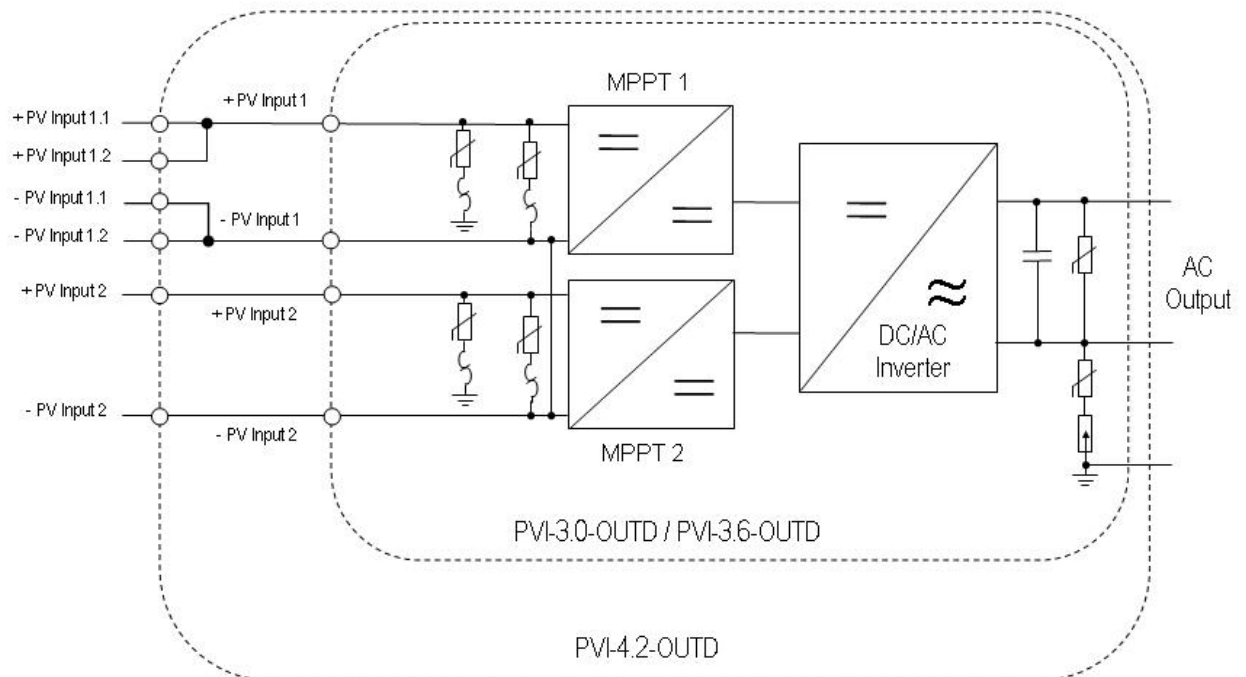 MPPT 1
+ PV Input 1
+ PV Input 1.1
+ PV Input 1.2
- PV Input 1.1
- PV Input 1
- PV Input 1.2
+ PV Input 2
+ PV Input 2
- PV Input 2
- PV Input 2
MPPT 2
DC/AC
Inverter
AC
Output
PVI-3.0-OUTD / PVI-3.6-OUTD
PVI-4.2-OUTD